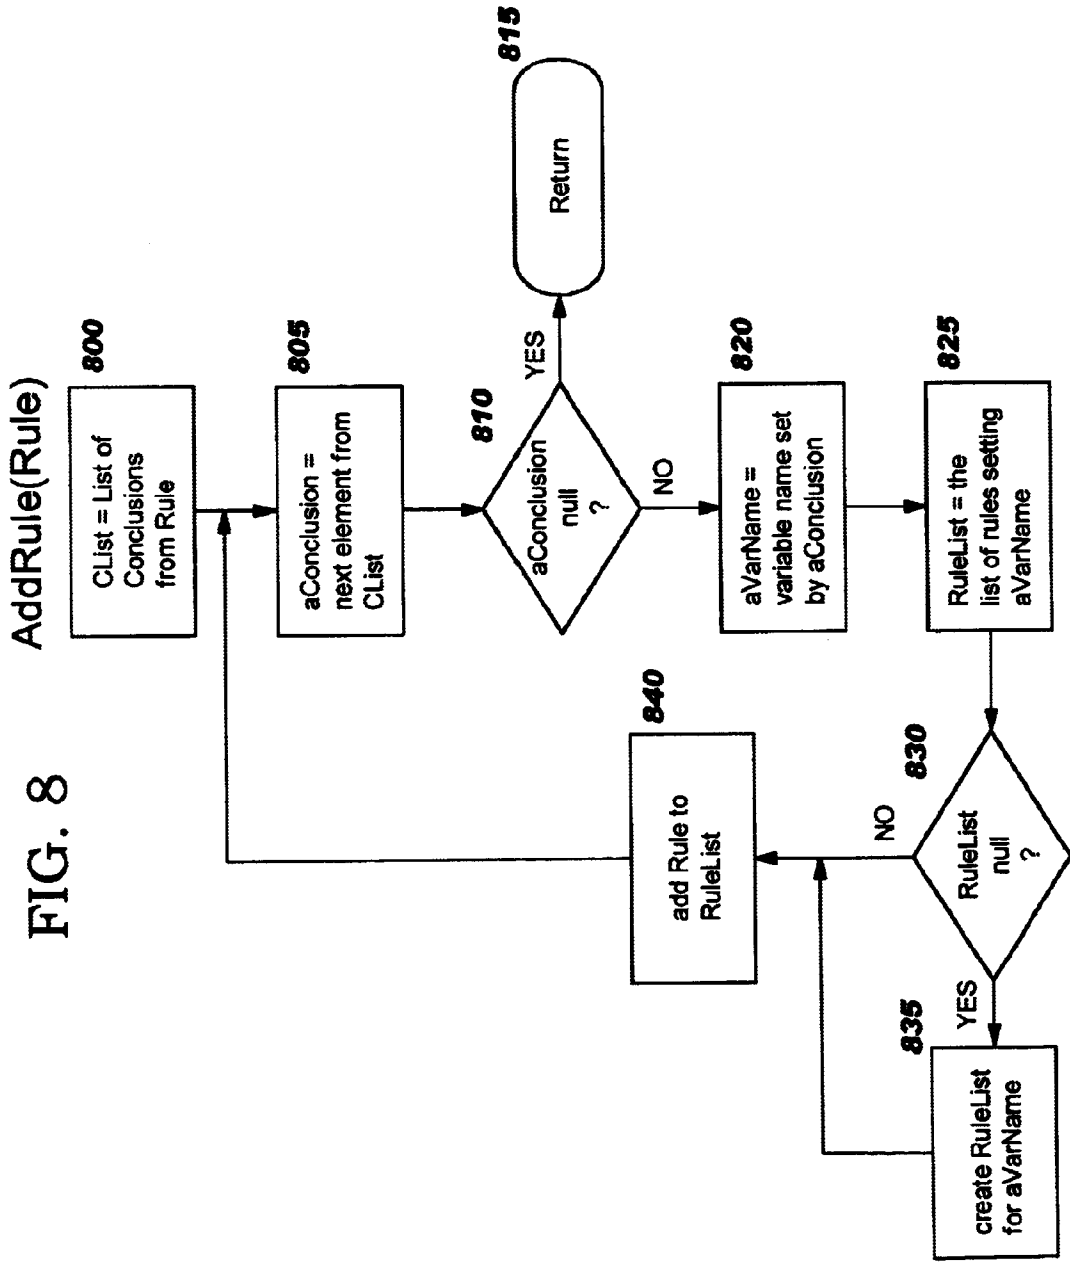 FIG. 8
AddRule(Rule)
800
CList = List of
Conclusions
from Rule
805
aConclusion =
next element from
CList
810
aConclusion
null
?
YES
815
Return
NO
820
aVarName =
variable name set
by aConclusion
825
RuleList = the
list of rules setting
aVarName
830
RuleList
null
?
YES
835
create RuleList
for aVarName
NO
840
add Rule to
RuleList